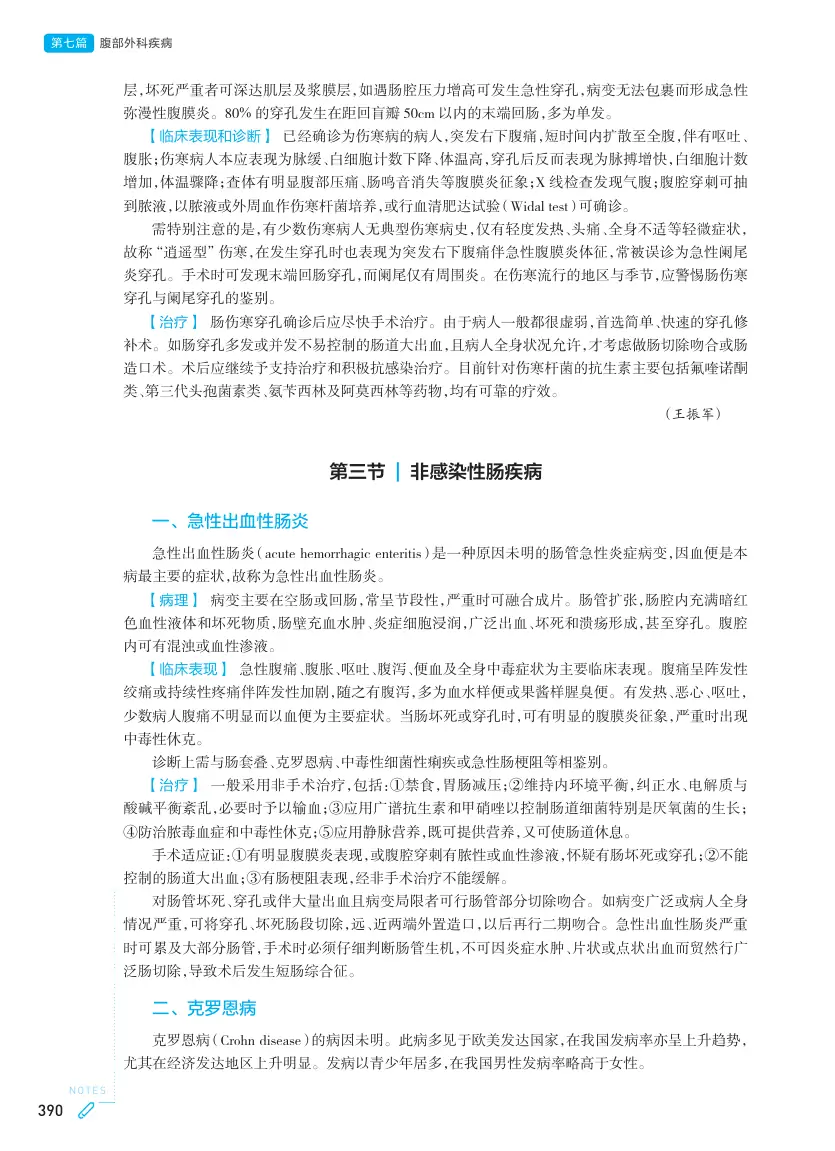 第七篇 腹部外科疾病
层,坏死严重者可深达肌层及浆膜层,如遇肠腔压力增高可发生急性穿孔,病变无法包裹而形成急性
弥漫性腹膜炎。80% 的穿孔发生在距回盲瓣 50cm 以内的末端回肠,多为单发。
【临床表现和诊断】 已经确诊为伤寒病的病人,突发右下腹痛,短时间内扩散至全腹,伴有呕吐、
腹胀;伤寒病人本应表现为脉缓、白细胞计数下降、体温高,穿孔后反而表现为脉搏增快,白细胞计数
增加,体温骤降;查体有明显腹部压痛、肠鸣音消失等腹膜炎征象;X 线检查发现气腹;腹腔穿刺可抽
到脓液,以脓液或外周血作伤寒杆菌培养,或行血清肥达试验(Widal test)可确诊。
需特别注意的是,有少数伤寒病人无典型伤寒病史,仅有轻度发热、头痛、全身不适等轻微症状,
故称“逍遥型”伤寒,在发生穿孔时也表现为突发右下腹痛伴急性腹膜炎体征,常被误诊为急性阑尾
炎穿孔。手术时可发现末端回肠穿孔,而阑尾仅有周围炎。在伤寒流行的地区与季节,应警惕肠伤寒
穿孔与阑尾穿孔的鉴别。
【治疗】 肠伤寒穿孔确诊后应尽快手术治疗。由于病人一般都很虚弱,首选简单、快速的穿孔修
补术。如肠穿孔多发或并发不易控制的肠道大出血,且病人全身状况允许,才考虑做肠切除吻合或肠
造口术。术后应继续予支持治疗和积极抗感染治疗。目前针对伤寒杆菌的抗生素主要包括氟喹诺酮
类、第三代头孢菌素类、氨苄西林及阿莫西林等药物,均有可靠的疗效。
(王振军)
第三节 | 非感染性肠疾病
一、急性出血性肠炎
急性出血性肠炎(acute hemorrhagic enteritis)是一种原因未明的肠管急性炎症病变,因血便是本
病最主要的症状,故称为急性出血性肠炎。
【病理】 病变主要在空肠或回肠,常呈节段性,严重时可融合成片。肠管扩张,肠腔内充满暗红
色血性液体和坏死物质,肠壁充血水肿、炎症细胞浸润,广泛出血、坏死和溃疡形成,甚至穿孔。腹腔
内可有混浊或血性渗液。
【临床表现】 急性腹痛、腹胀、呕吐、腹泻、便血及全身中毒症状为主要临床表现。腹痛呈阵发性
绞痛或持续性疼痛伴阵发性加剧,随之有腹泻,多为血水样便或果酱样腥臭便。有发热、恶心、呕吐,
少数病人腹痛不明显而以血便为主要症状。当肠坏死或穿孔时,可有明显的腹膜炎征象,严重时出现
中毒性休克。
诊断上需与肠套叠、克罗恩病、中毒性细菌性痢疾或急性肠梗阻等相鉴别。
【治疗】 一般采用非手术治疗,包括:①禁食,胃肠减压;②维持内环境平衡,纠正水、电解质与
酸碱平衡紊乱,必要时予以输血;③应用广谱抗生素和甲硝唑以控制肠道细菌特别是厌氧菌的生长;
④防治脓毒血症和中毒性休克;⑤应用静脉营养,既可提供营养,又可使肠道休息。
手术适应证:①有明显腹膜炎表现,或腹腔穿刺有脓性或血性渗液,怀疑有肠坏死或穿孔;②不能
控制的肠道大出血;③有肠梗阻表现,经非手术治疗不能缓解。
对肠管坏死、穿孔或伴大量出血且病变局限者可行肠管部分切除吻合。如病变广泛或病人全身
情况严重,可将穿孔、坏死肠段切除,远、近两端外置造口,以后再行二期吻合。急性出血性肠炎严重
时可累及大部分肠管,手术时必须仔细判断肠管生机,不可因炎症水肿、片状或点状出血而贸然行广
泛肠切除,导致术后发生短肠综合征。
二、克罗恩病
克罗恩病(Crohn disease)的病因未明。此病多见于欧美发达国家,在我国发病率亦呈上升趋势,
尤其在经济发达地区上升明显。发病以青少年居多,在我国男性发病率略高于女性。
NOTES
390